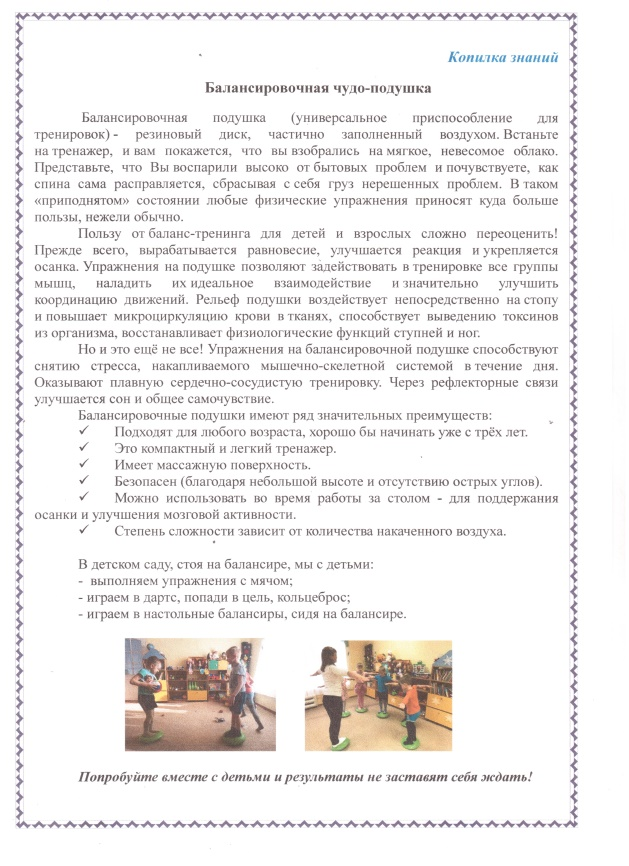 Копилка знаний
Балансировочная чудо-подушка
Балансировочная подушка (универсальное приспособление для
тренировок) - резиновый диск, частично заполненный воздухом. Встаньте
на тренажер, и вам покажется, что вы взобрались на мягкое, невесомое облако.
Представьте, что Вы воспарили высоко от бытовых проблем и почувствуете, как
спина сама расправляется, сбрасывая с себя груз нерешенных проблем. В таком
«приподнятом» состоянии любые физические упражнения приносят куда больше
пользы, нежели обычно.
Пользу от баланс-тренинга для детей и взрослых сложно переоценить!
Прежде всего, вырабатывается равновесие, улучшается реакция и укрепляется
осанка. Упражнения на подушке позволяют задействовать в тренировке все группы
мышц, наладить их идеальное взаимодействие и значительно улучшить
координацию движений. Рельеф подушки воздействует непосредственно на стопу
и повышает микроциркуляцию крови в тканях, способствует выведению токсинов
из организма, восстанавливает физиологические функций ступней и ног.
Но и это ещё не все! Упражнения на балансировочной подушке способствуют
снятию стресса, накапливаемого мышечно-скелетной системой в течение дня.
Оказывают плавную сердечно-сосудистую тренировку. Через рефлекторные связи
улучшается сон и общее самочувствие.
Балансировочные подушки имеют ряд значительных преимуществ:
✓ Подходят для любого возраста, хорошо бы начинать уже с трёх лет.
✓ Это компактный и легкий тренажер.
✓ Имеет массажную поверхность.
✓ Безопасен (благодаря небольшой высоте и отсутствию острых углов).
✓ Можно использовать во время работы за столом - для поддержания
осанки и улучшения мозговой активности.
✓ Степень сложности зависит от количества накаченного воздуха.
В детском саду, стоя на балансире, мы с детьми:
- выполняем упражнения с мячом;
- играем в дартс, попади в цель, кольцеброс;
- играем в настольные балансиры, сидя на балансире.
Попробуйте вместе с детьми и результаты не заставят себя ждать!